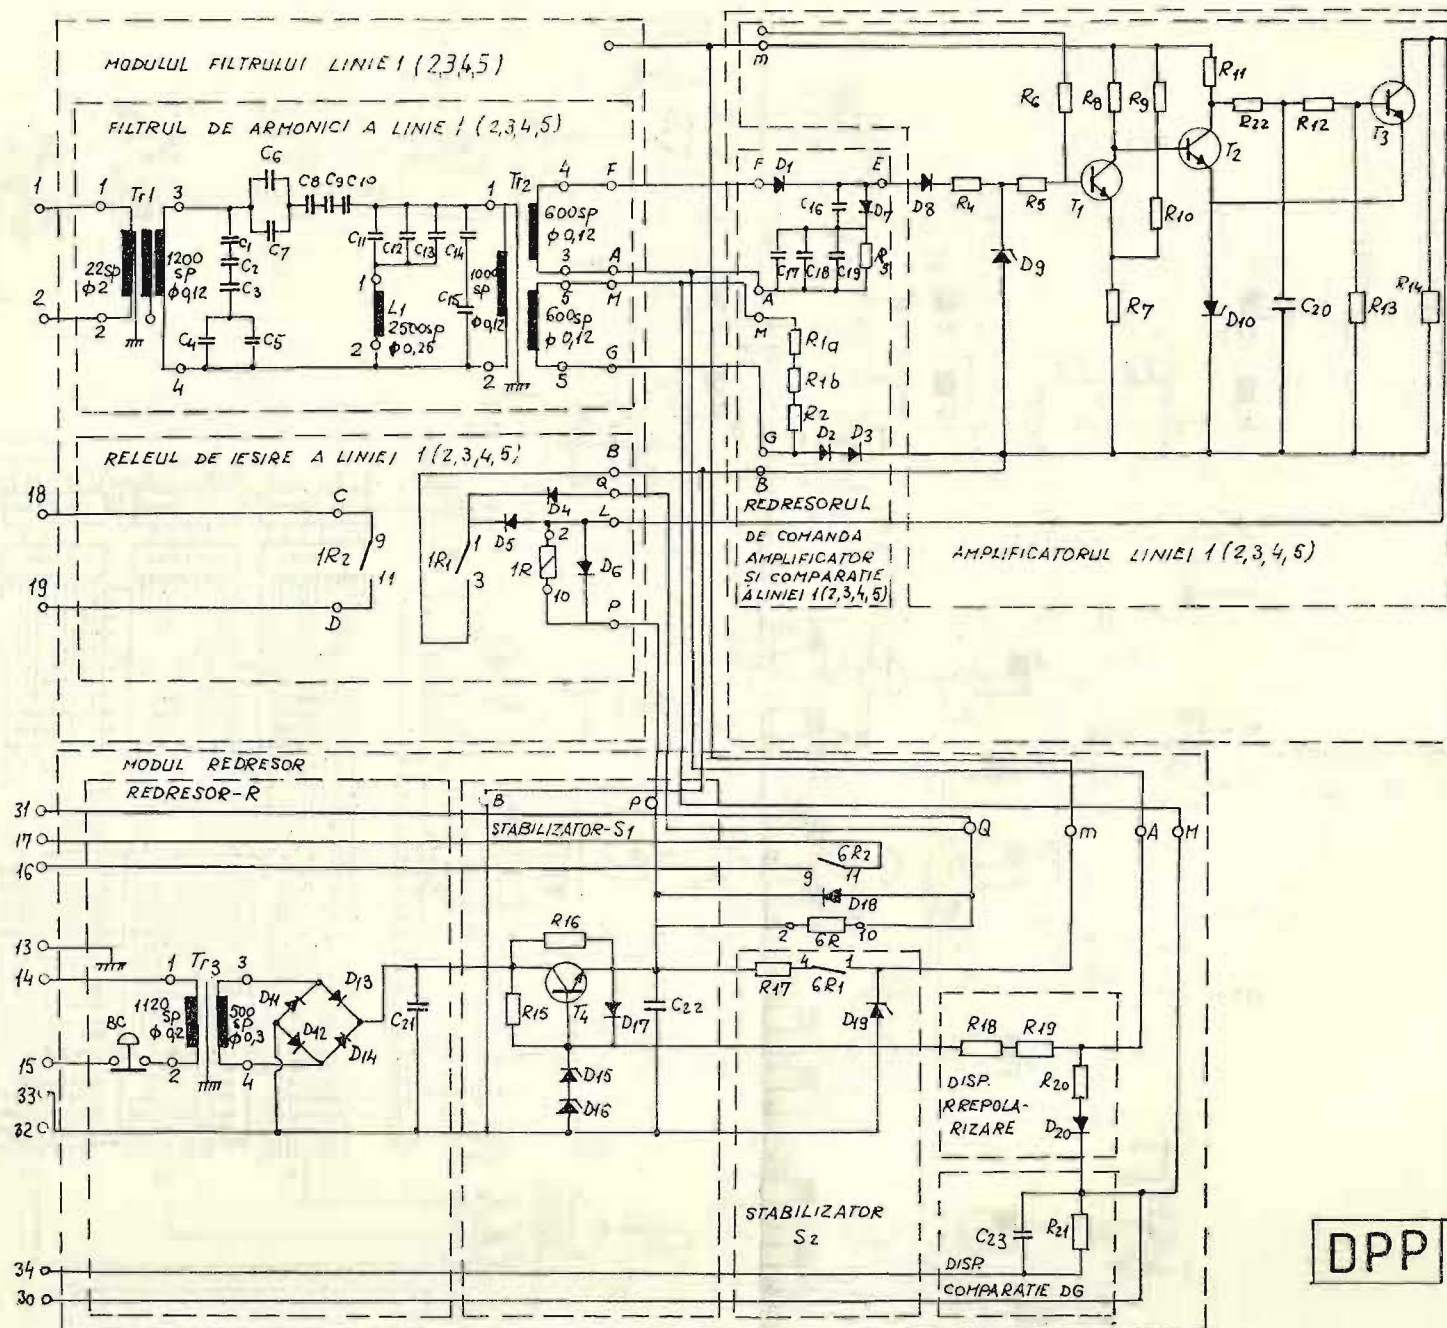 MODULUL FILTRULUI LINIE 1 (2,3,4,5)
FILTRUL DE ARMONICI A LINIE 1 (2,3,4,5)
1
1
Tr1
3
22sp
φ2
1200
sp
φ0,12
2
2
4
C6
C7
C8 C9 C10
C1
C2
C3
C4
C5
C11
C12
C13
C14
C15
1
L1
2500sp
φ0,25
2
1
Tr2
1000
sp
φ0,12
2
4
F
600sp
φ0,12
3
A
5
M
600sp
φ0,12
5
G
RELEUL DE IESIRE A LINIEI 1 (2,3,4,5)
18
C
9
1R2
11
19
D
1R1
1
3
B
Q
D4
L
D5
2
1R
10
D6
P
m
F
D1
E
C16
D7
C17
C18
C19
A
M
R1a
R1b
R2
G
D2
D3
B
REDRESORUL
DE COMANDA
AMPLIFICATOR
SI COMPARATIE
A LINIEI 1(2,3,4,5)
D8
R4
R5
R6
R8
R9
R11
T1
T2
T3
R22
R12
R10
D9
R7
D10
C20
R13
R14
AMPLIFICATORUL LINIEI 1 (2,3,4,5)
MODUL REDRESOR
REDRESOR-R
31
17
16
13
14
15
33
32
34
30
1
Tr3
3
1120
sp
φ0,2
500
sp
φ0,3
BC
2
4
D11
D13
D12
D14
C21
B
P
STABILIZATOR-S1
R16
R15
T4
D17
C22
D15
D16
Q
m
A
M
6R2
9
11
D18
2
6R
10
R17
4
6R1
1
D19
R18
R19
R20
D20
DISP.
RREPOLA-
RIZARE
STABILIZATOR
S2
C23
R21
DISP.
COMPARATIE DG
DPP